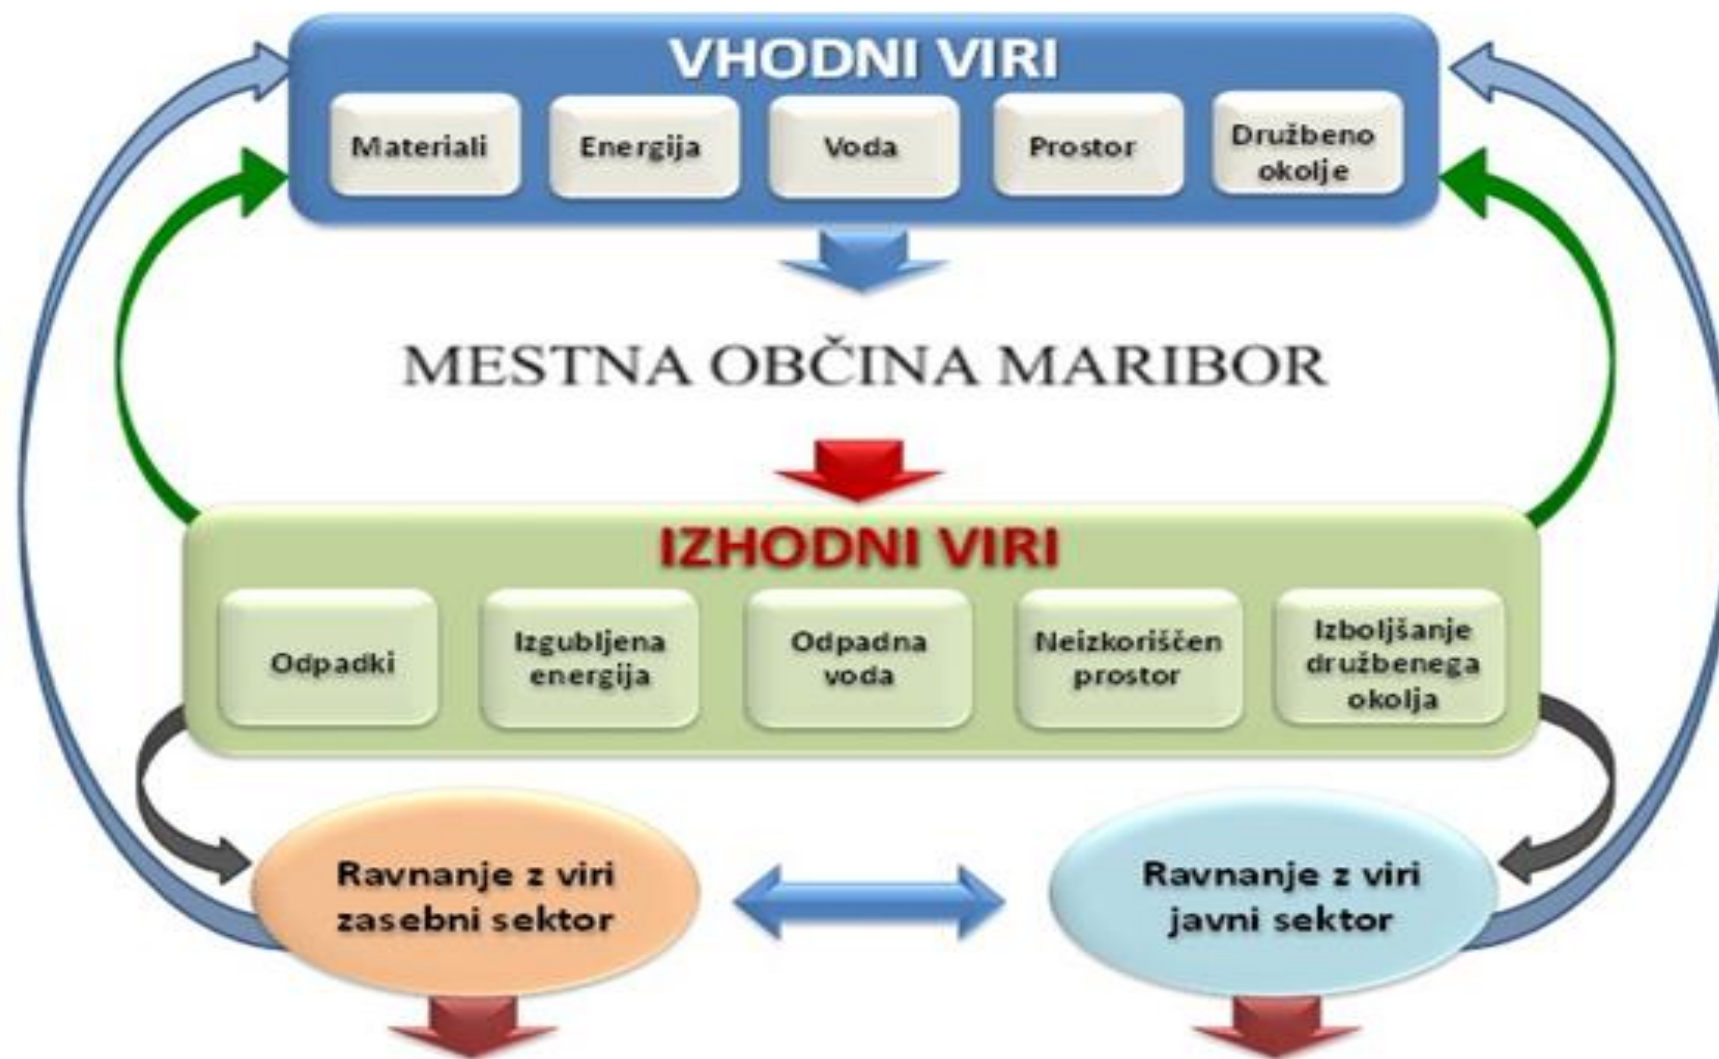 VHODNI VIRI
Materiali
Energija
Voda
Prostor
Družbeno
okolje
MESTNA OBČINA MARIBOR
IZHODNI VIRI
Odpadki
Izgubljena
energija
Odpadna
voda
Neizkoriščen
prostor
Izboljšanje
družbenega
okolja
Ravnanje z viri
zasebni sektor
Ravnanje z viri
javni sektor